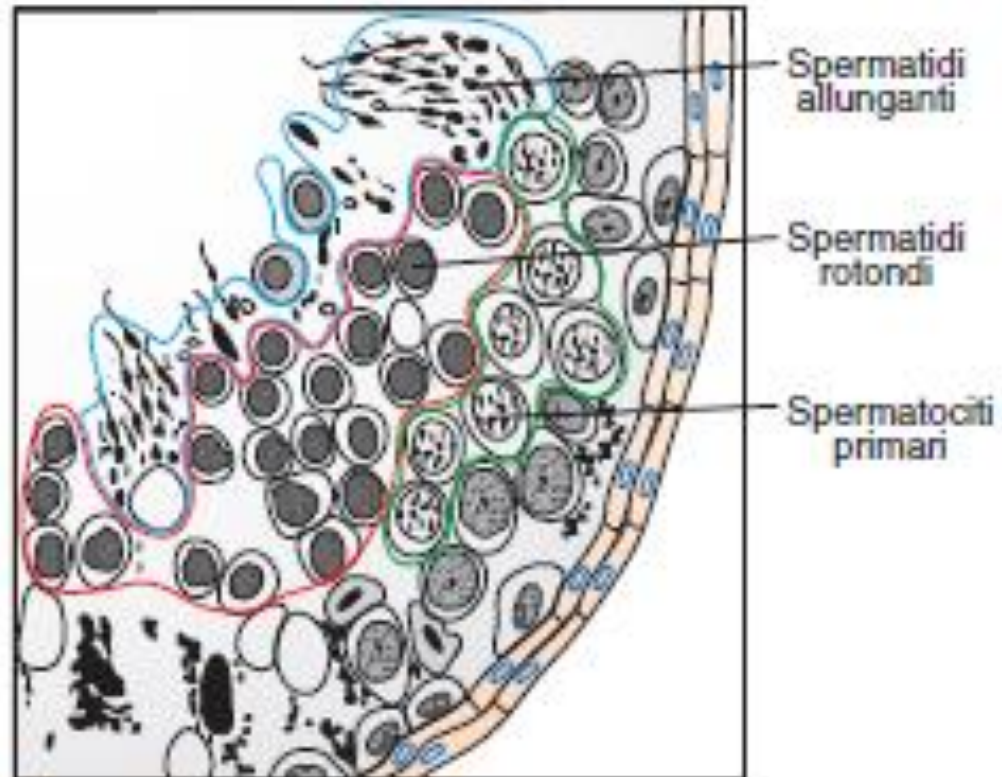 Spermatidi
allunganti
Spermatidi
rotondi
Spermatociti
primari